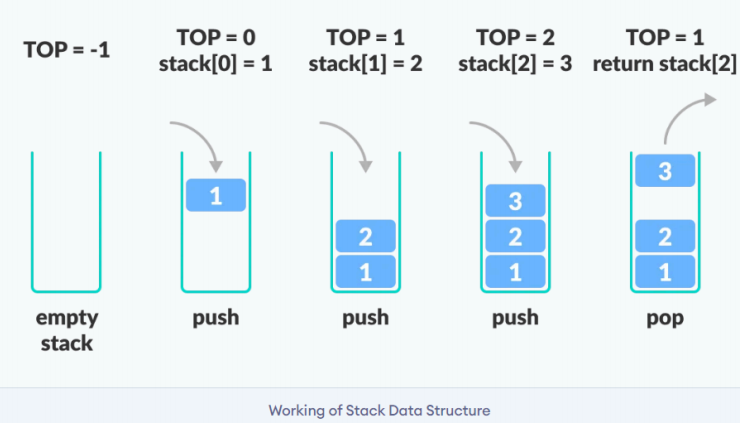 TOP = -1
TOP = 0
stack[0] = 1
TOP = 1
stack[1] = 2
TOP = 2
stack[2] = 3
TOP = 1
return stack[2]
1
2
1
3
2
1
3
2
1
empty
stack
push
push
push
pop
Working of Stack Data Structure